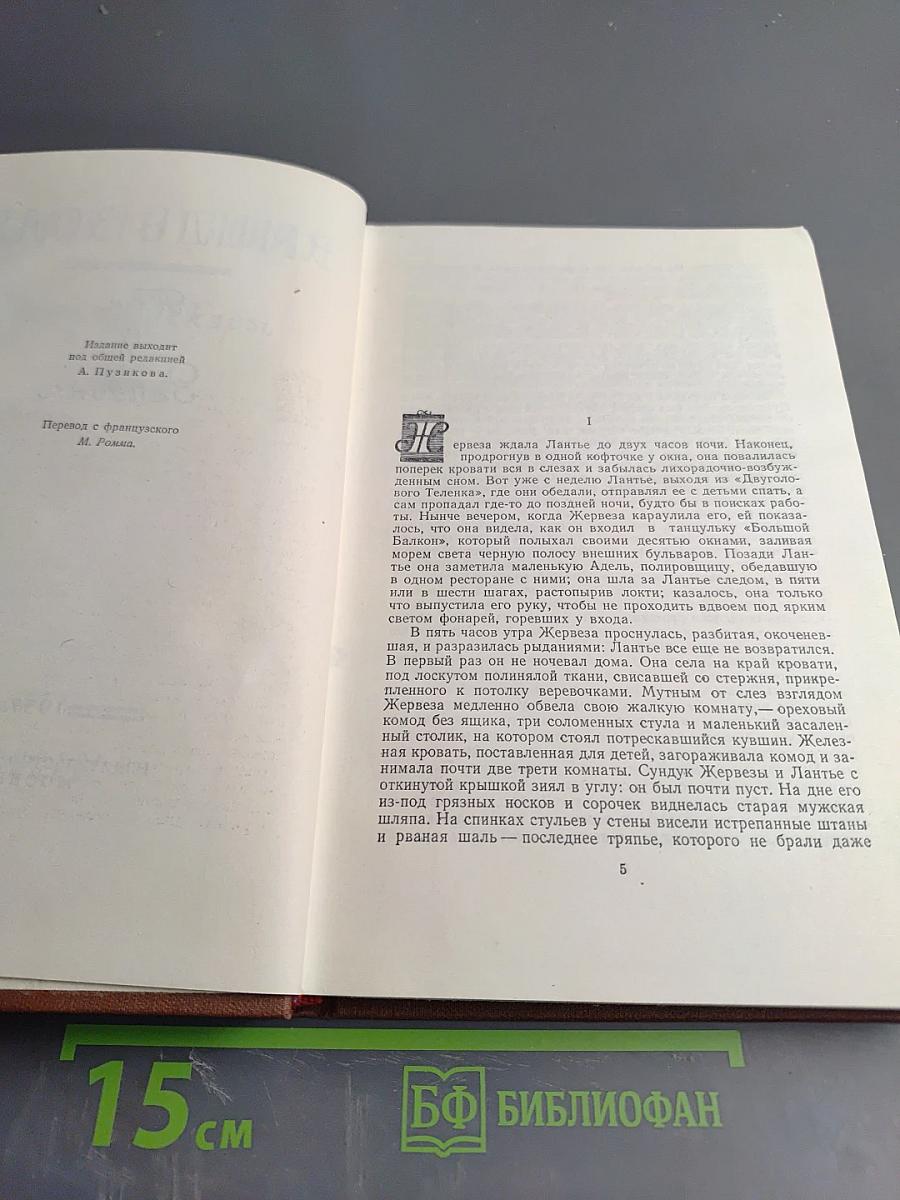 Издание выходит
под общей редакцией
А. Пузикова.
Перевод с французского
М. Ромма.
I
Жервеза ждала Лантье до двух часов ночи. Наконец,
продрогнув в одной кофточке у окна, она повалилась
поперек кровати вся в слезах и забылась лихорадочно-возбуж-
денным сном. Вот уже с неделю Лантье, выходя из «Двуголо-
вого Теленка», где они обедали, отправлял ее с детьми спать, а
сам пропадал где-то до поздней ночи, будто бы в поисках рабо-
ты. Нынче вечером, когда Жервеза караулила его, ей показа-
лось, что она видела, как он входил в танцульку «Большой
Балкон», который полыхал своими десятью окнами, заливая
морем света черную полосу внешних бульваров. Позади Лан-
тье она заметила маленькую Адель, полировщицу, обедавшую
в одном ресторане с ними; она шла за Лантье следом, в пяти
или в шести шагах, растопырив локти; казалось, она только
что выпустила его руку, чтобы не проходить вдвоем под ярким
светом фонарей, горевших у входа.
В пять часов утра Жервеза проснулась, разбитая, окоченев-
шая, и разразилась рыданиями: Лантье все еще не возвратился.
В первый раз он не ночевал дома. Она села на край кровати,
под лоскутом полинялой ткани, свисавшей со стержня, прикре-
пленного к потолку веревочками. Мутным от слез взглядом
Жервеза медленно обвела свою жалкую комнату,— ореховый
комод без ящика, три соломенных стула и маленький засален-
ный столик, на котором стоял потрескавшийся кувшин. Желез-
ная кровать, поставленная для детей, загораживала комод и за-
нимала почти две трети комнаты. Сундук Жервезы и Лантье с
откинутой крышкой зиял в углу: он был почти пуст. На дне его
из-под грязных носков и сорочек виднелась старая мужская
шляпа. На спинках стульев у стены висели истрепанные штаны
и рваная шаль — последнее тряпье, которого не брали даже
5
15 см
БФ БИБЛИОФАН